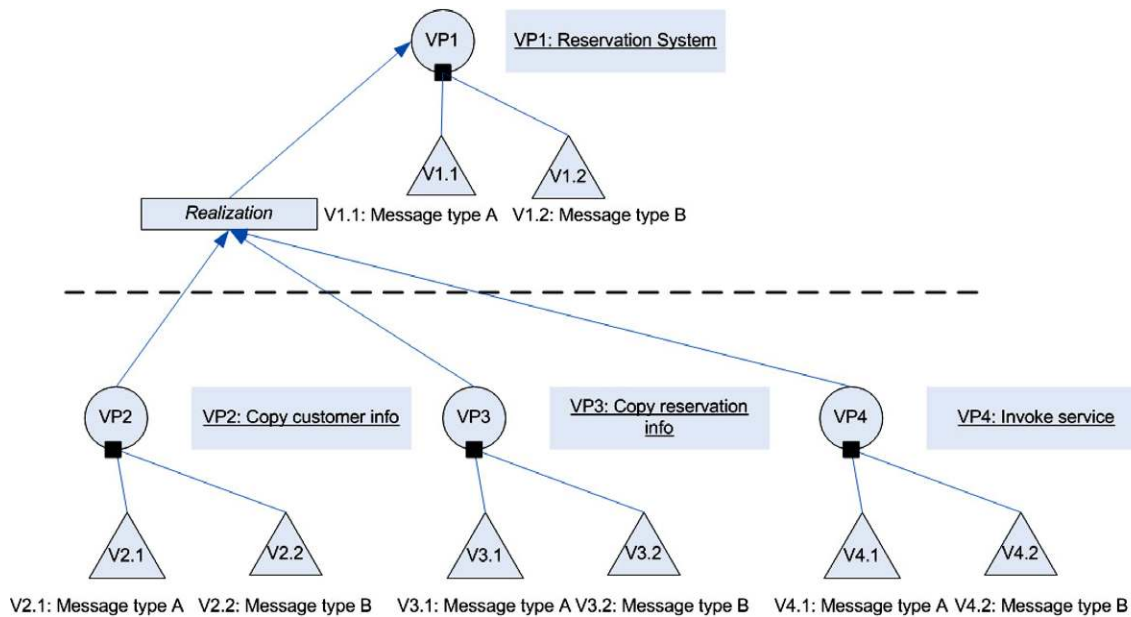 VP1
VP1: Reservation System
V1.1
V1.2
Realization
V1.1: Message type A
V1.2: Message type B
VP2
VP2: Copy customer info
VP3
VP3: Copy reservation
info
VP4
VP4: Invoke service
V2.1
V2.2
V3.1
V3.2
V4.1
V4.2
V2.1: Message type A
V2.2: Message type B
V3.1: Message type A
V3.2: Message type B
V4.1: Message type A
V4.2: Message type B